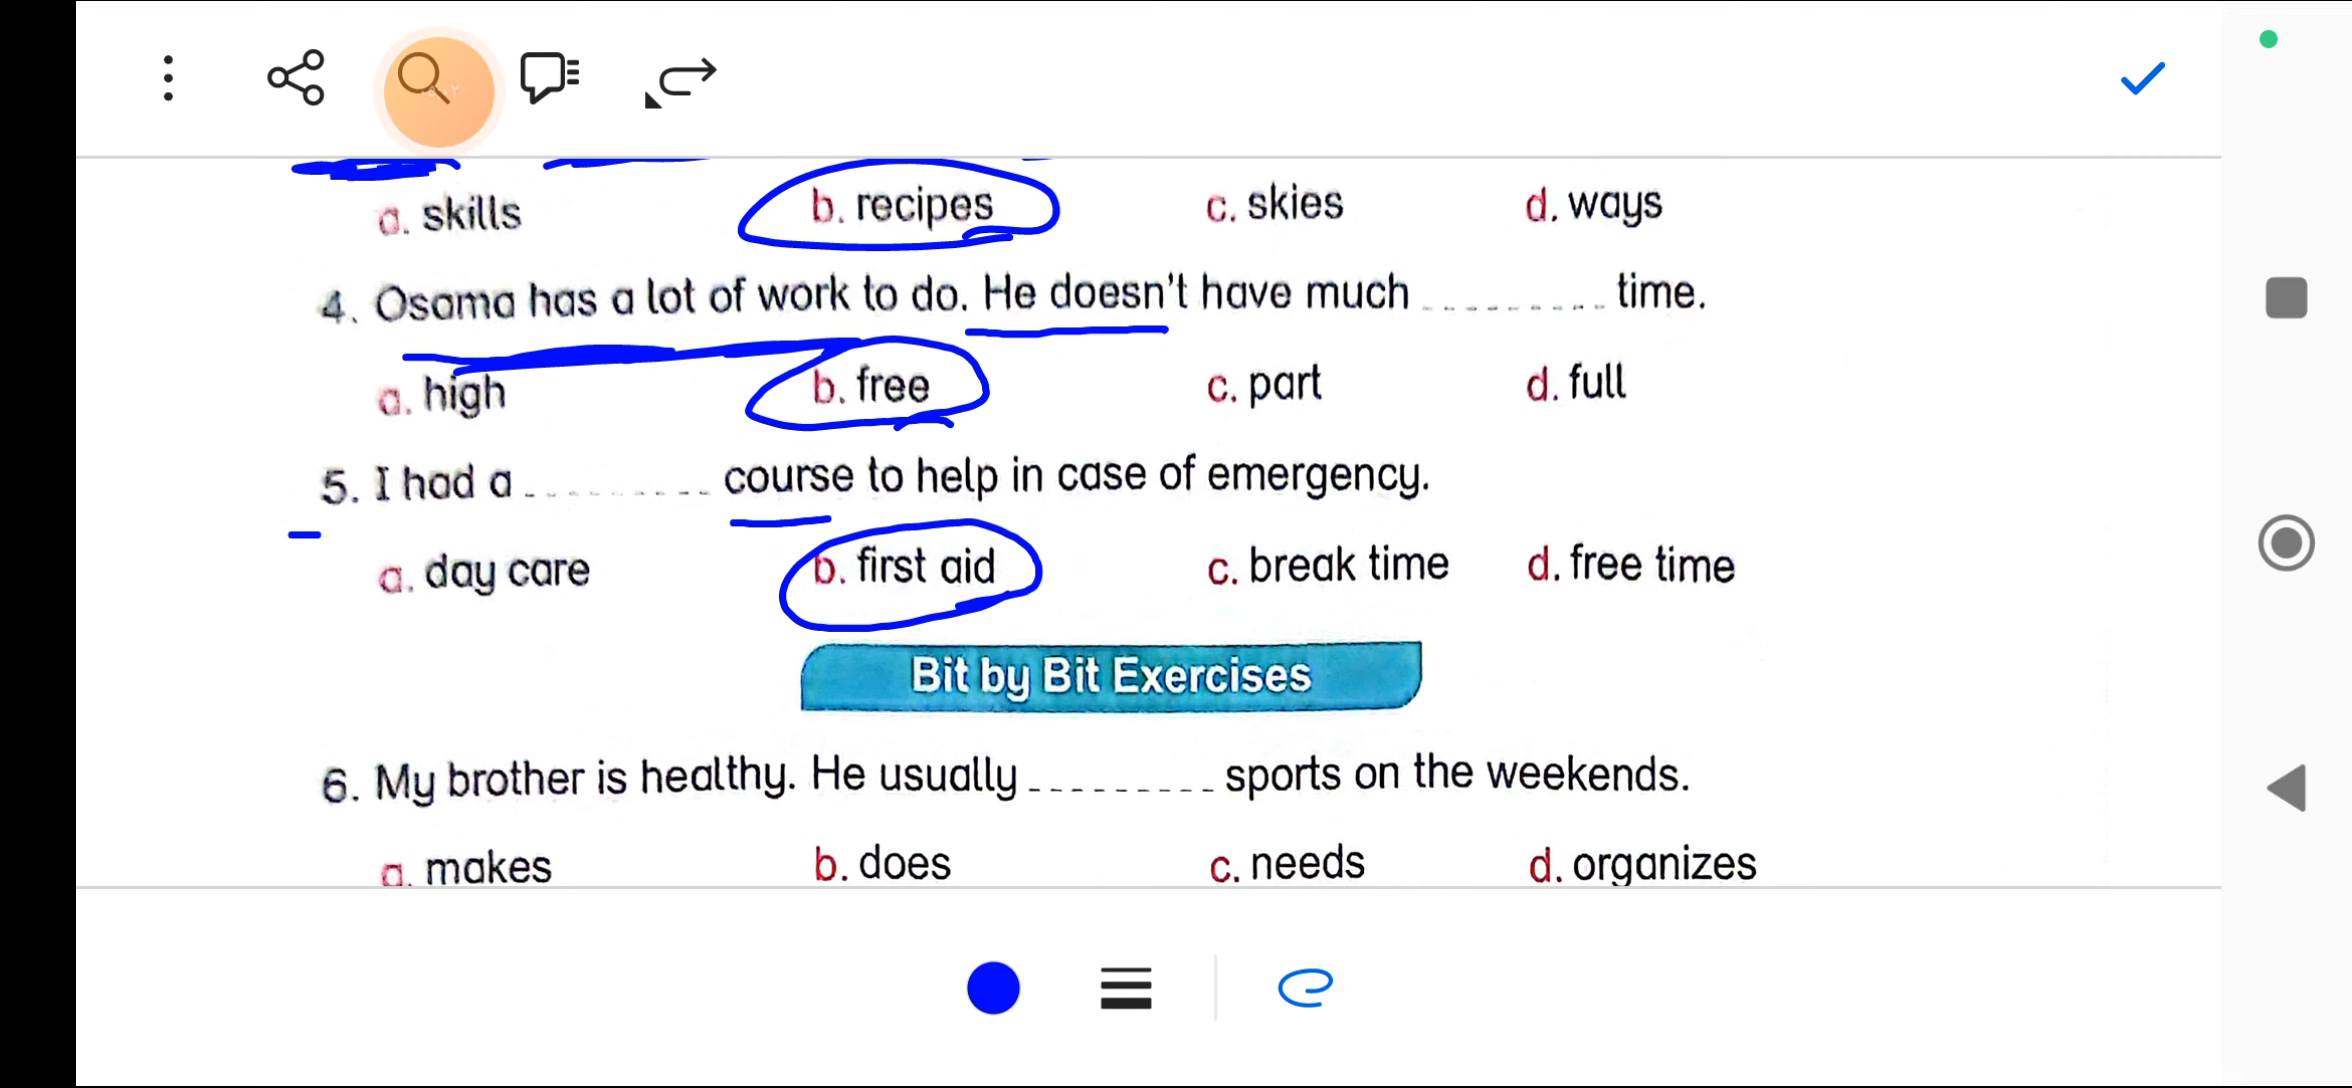 a. skills b. recipes c. skies d. ways
4. Osama has a lot of work to do. He doesn't have much .......... time.
a. high b. free c. part d. full
5. I had a .......... course to help in case of emergency.
a. day care b. first aid c. break time d. free time
Bit by Bit Exercises
6. My brother is healthy. He usually .......... sports on the weekends.
a. makes b. does c. needs d. organizes